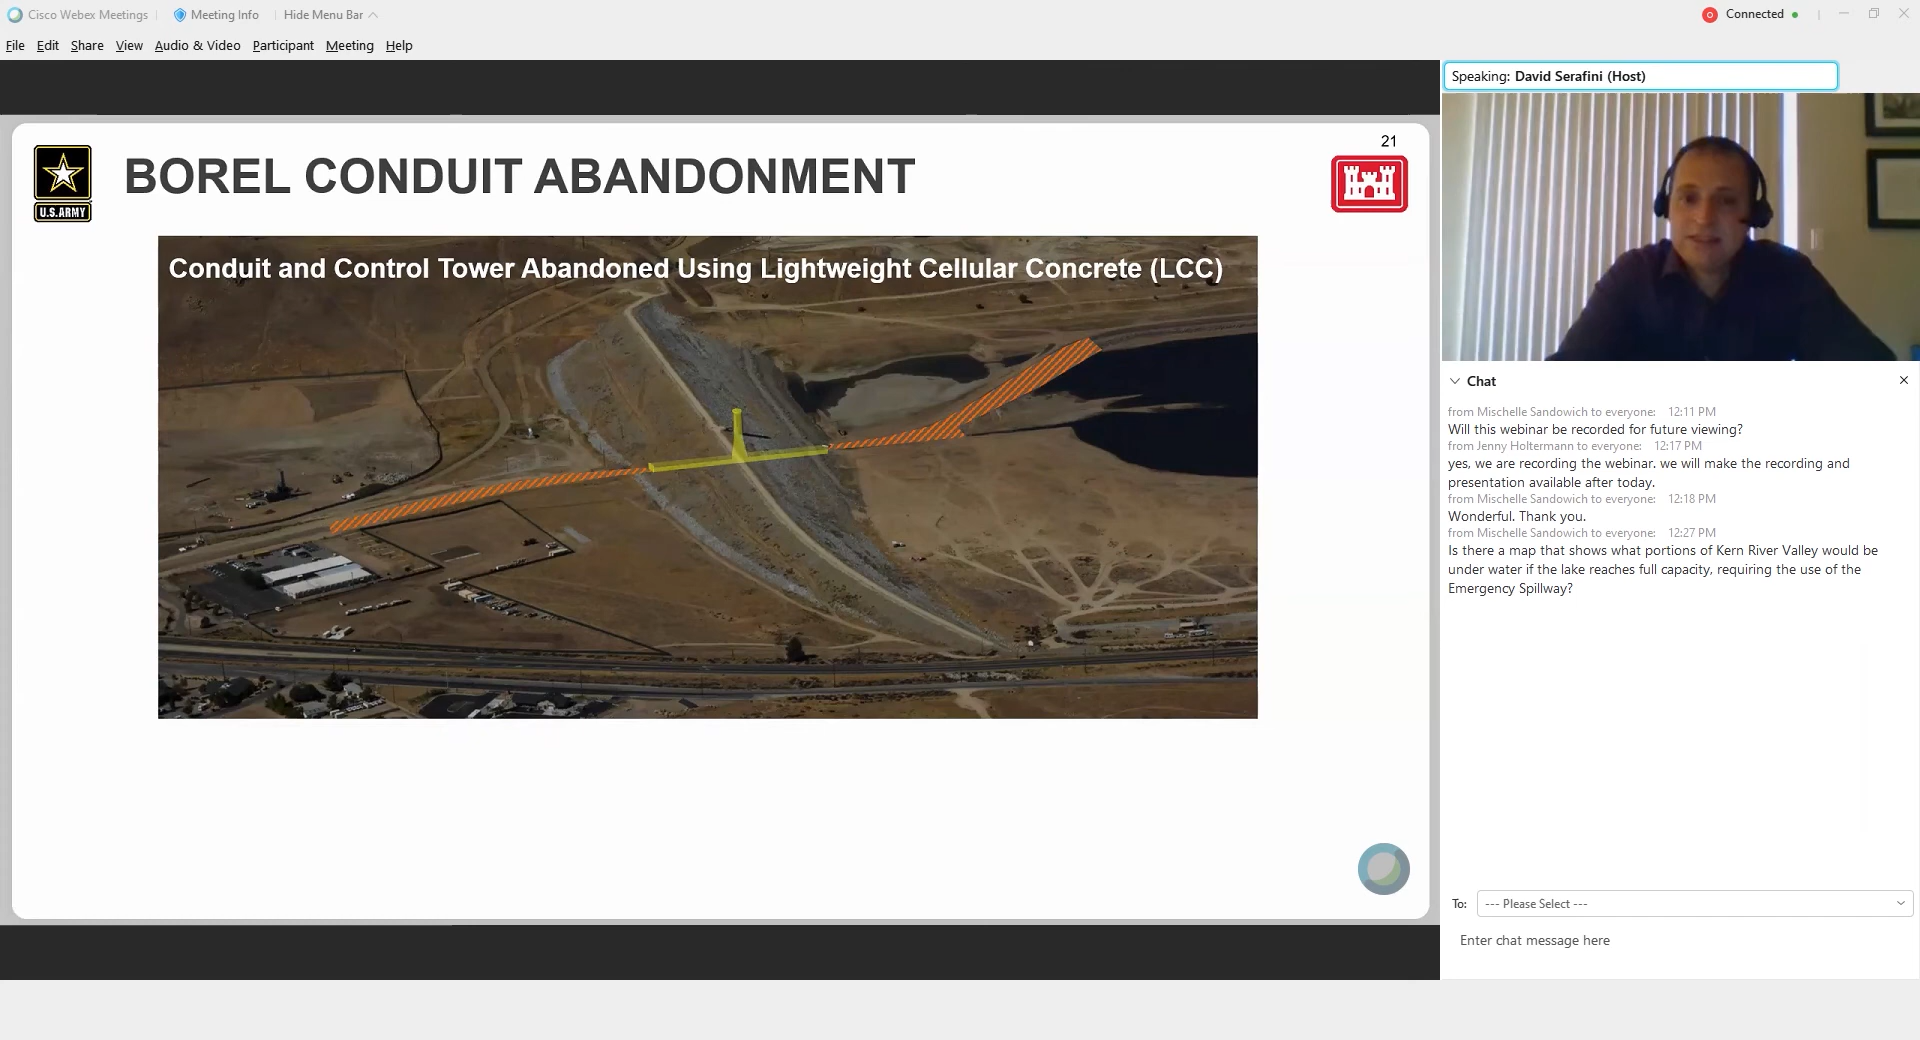 Cisco Webex Meetings
Meeting Info
Hide Menu Bar
Connected
File Edit Share View Audio & Video Participant Meeting Help
Speaking: David Serafini (Host)
21
U.S.ARMY
BOREL CONDUIT ABANDONMENT
Conduit and Control Tower Abandoned Using Lightweight Cellular Concrete (LCC)
Chat
from Mischelle Sandowich to everyone: 12:11 PM
Will this webinar be recorded for future viewing?
from Jenny Holtermann to everyone: 12:17 PM
yes, we are recording the webinar. we will make the recording and
presentation available after today.
from Mischelle Sandowich to everyone: 12:18 PM
Wonderful. Thank you.
from Mischelle Sandowich to everyone: 12:27 PM
Is there a map that shows what portions of Kern River Valley would be
under water if the lake reaches full capacity, requiring the use of the
Emergency Spillway?
To: --- Please Select ---
Enter chat message here